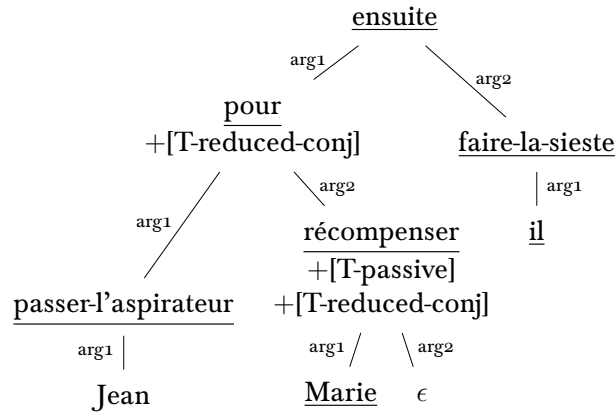 ensuite
arg1
arg2
pour
+[T-reduced-conj]
faire-la-sieste
arg1
arg2
arg1
récompenser
il
+[T-passive]
passer-l'aspirateur
+[T-reduced-conj]
arg1
arg1
arg2
Jean
Marie
ϵ